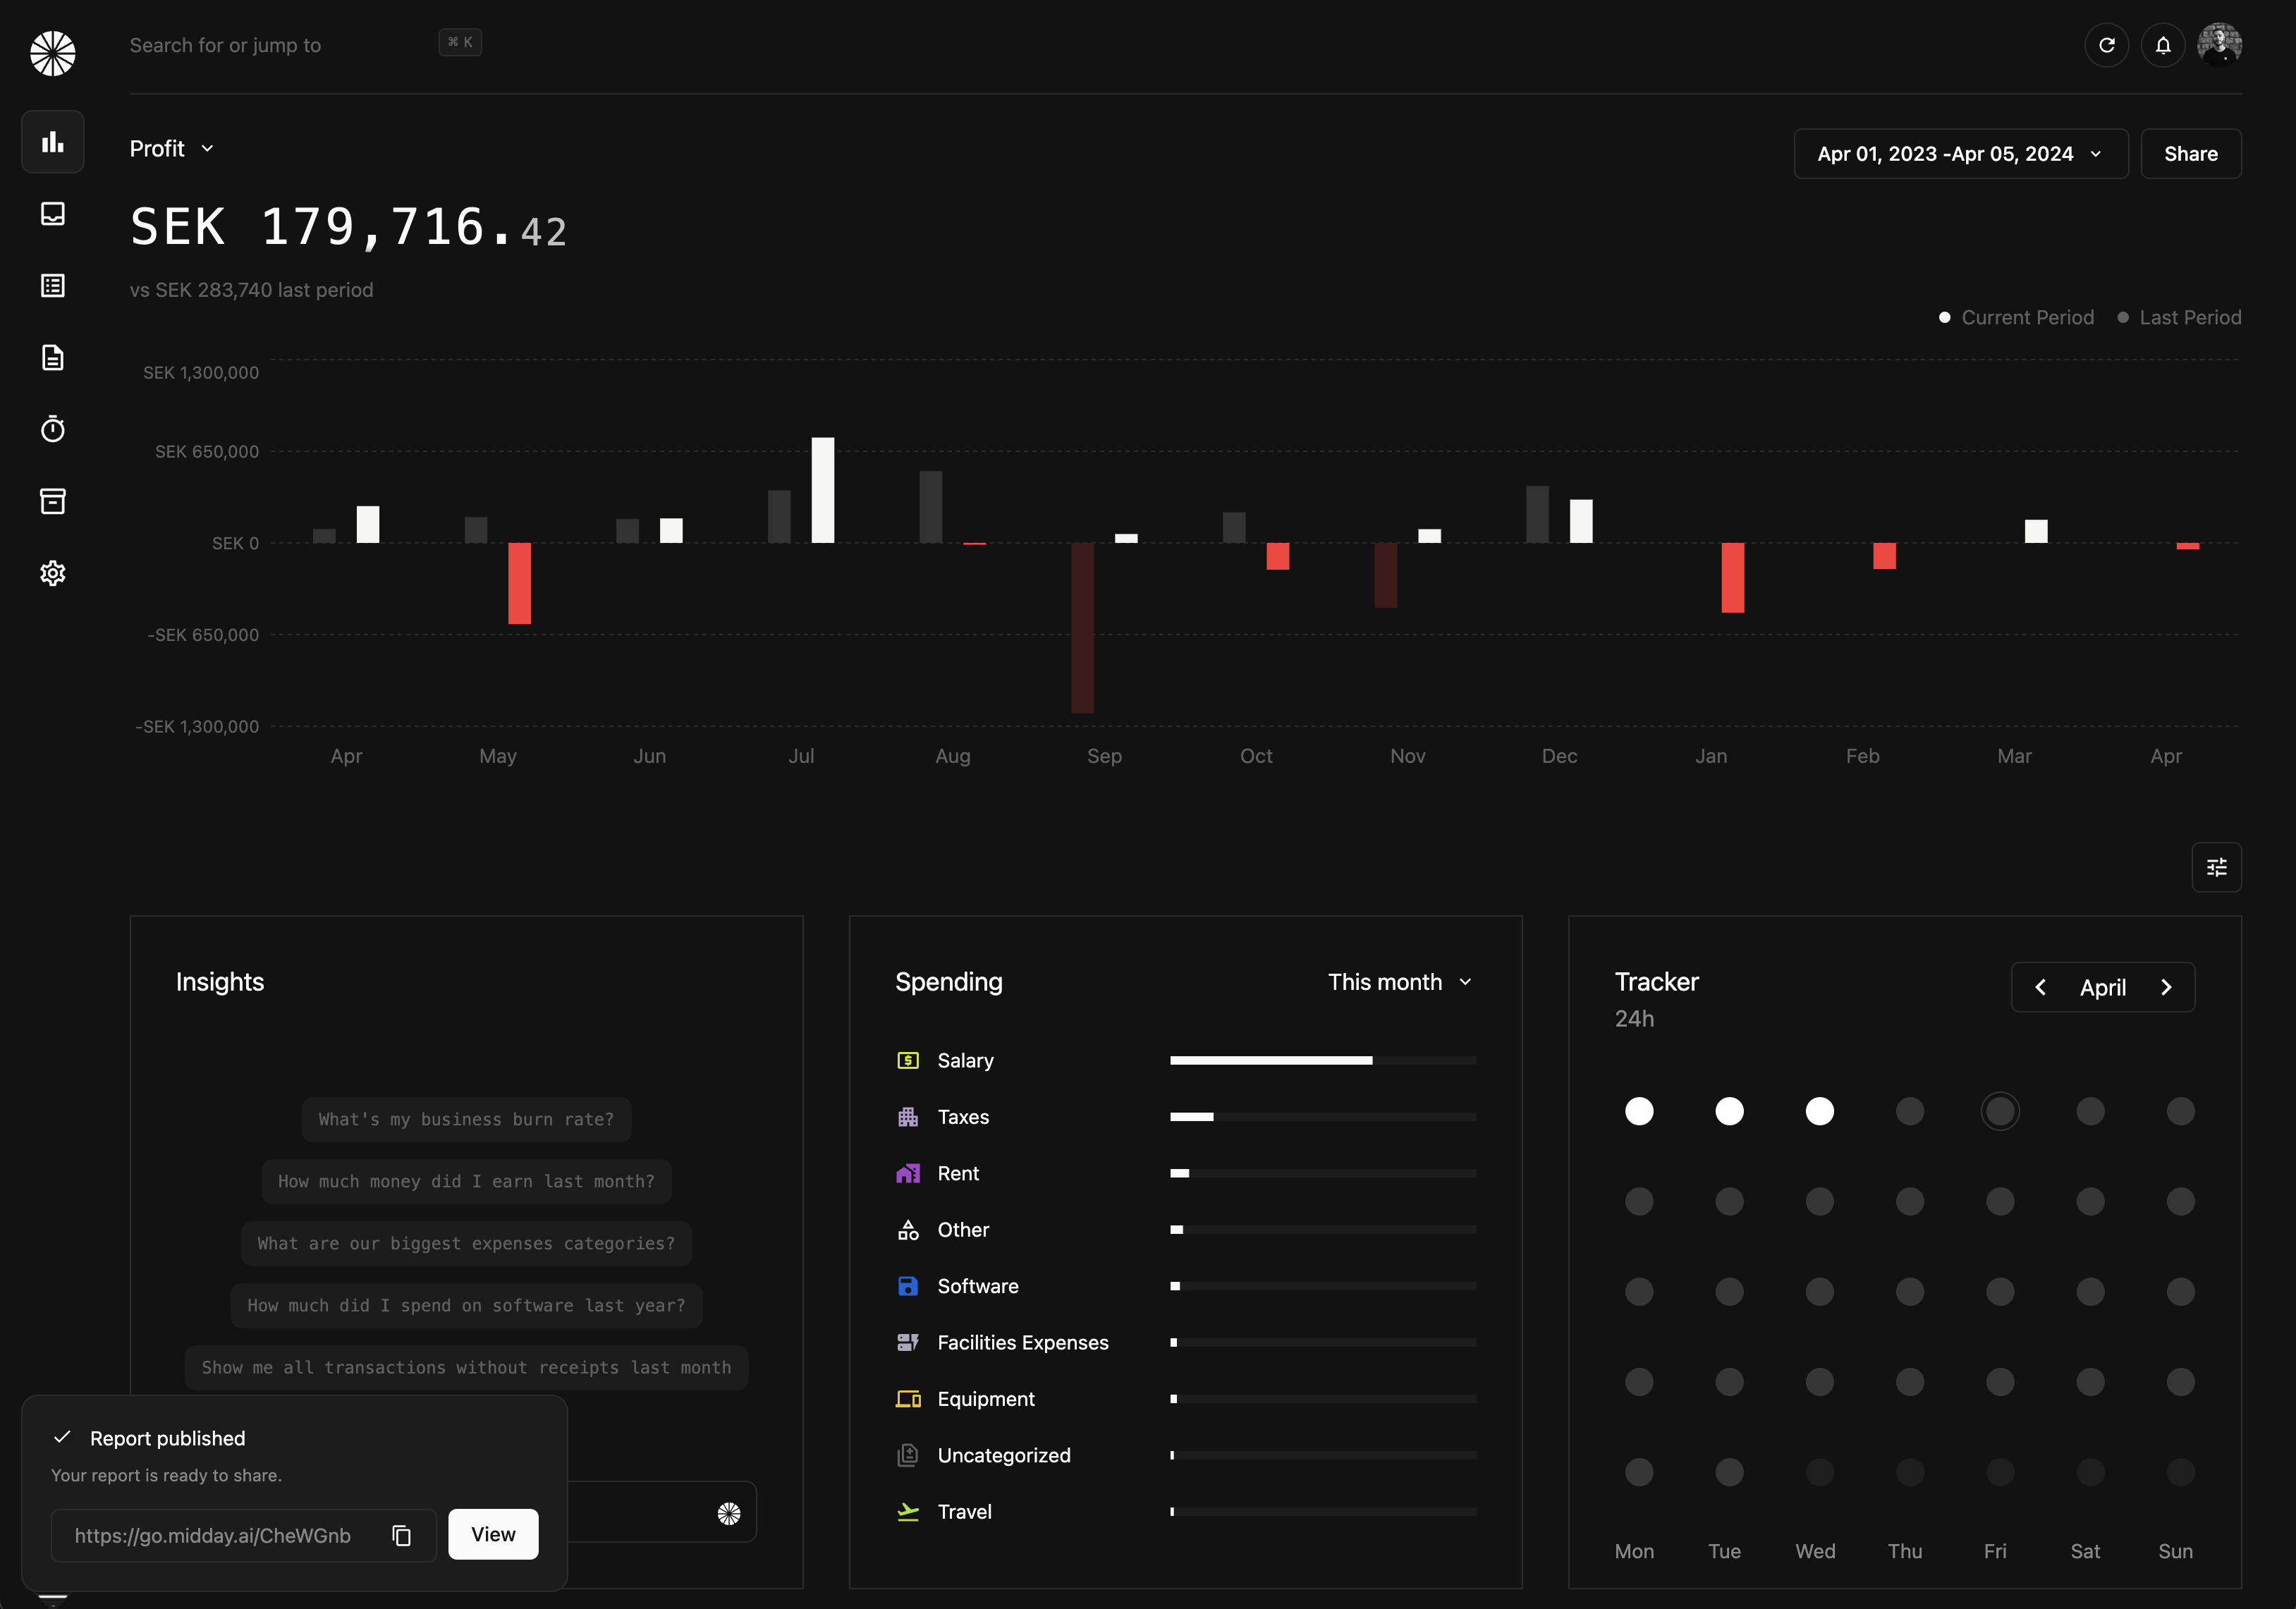 Search for or jump to
⌘ K
Profit
Apr 01, 2023 -Apr 05, 2024
Share
SEK 179,716.42
vs SEK 283,740 last period
Current Period
Last Period
SEK 1,300,000
SEK 650,000
SEK 0
-SEK 650,000
-SEK 1,300,000
Apr
May
Jun
Jul
Aug
Sep
Oct
Nov
Dec
Jan
Feb
Mar
Apr
Insights
What's my business burn rate?
How much money did I earn last month?
What are our biggest expenses categories?
How much did I spend on software last year?
Show me all transactions without receipts last month
Report published
Your report is ready to share.
https://go.midday.ai/CheWGnb
View
Spending
This month
Salary
Taxes
Rent
Other
Software
Facilities Expenses
Equipment
Uncategorized
Travel
Tracker
24h
April
Mon
Tue
Wed
Thu
Fri
Sat
Sun